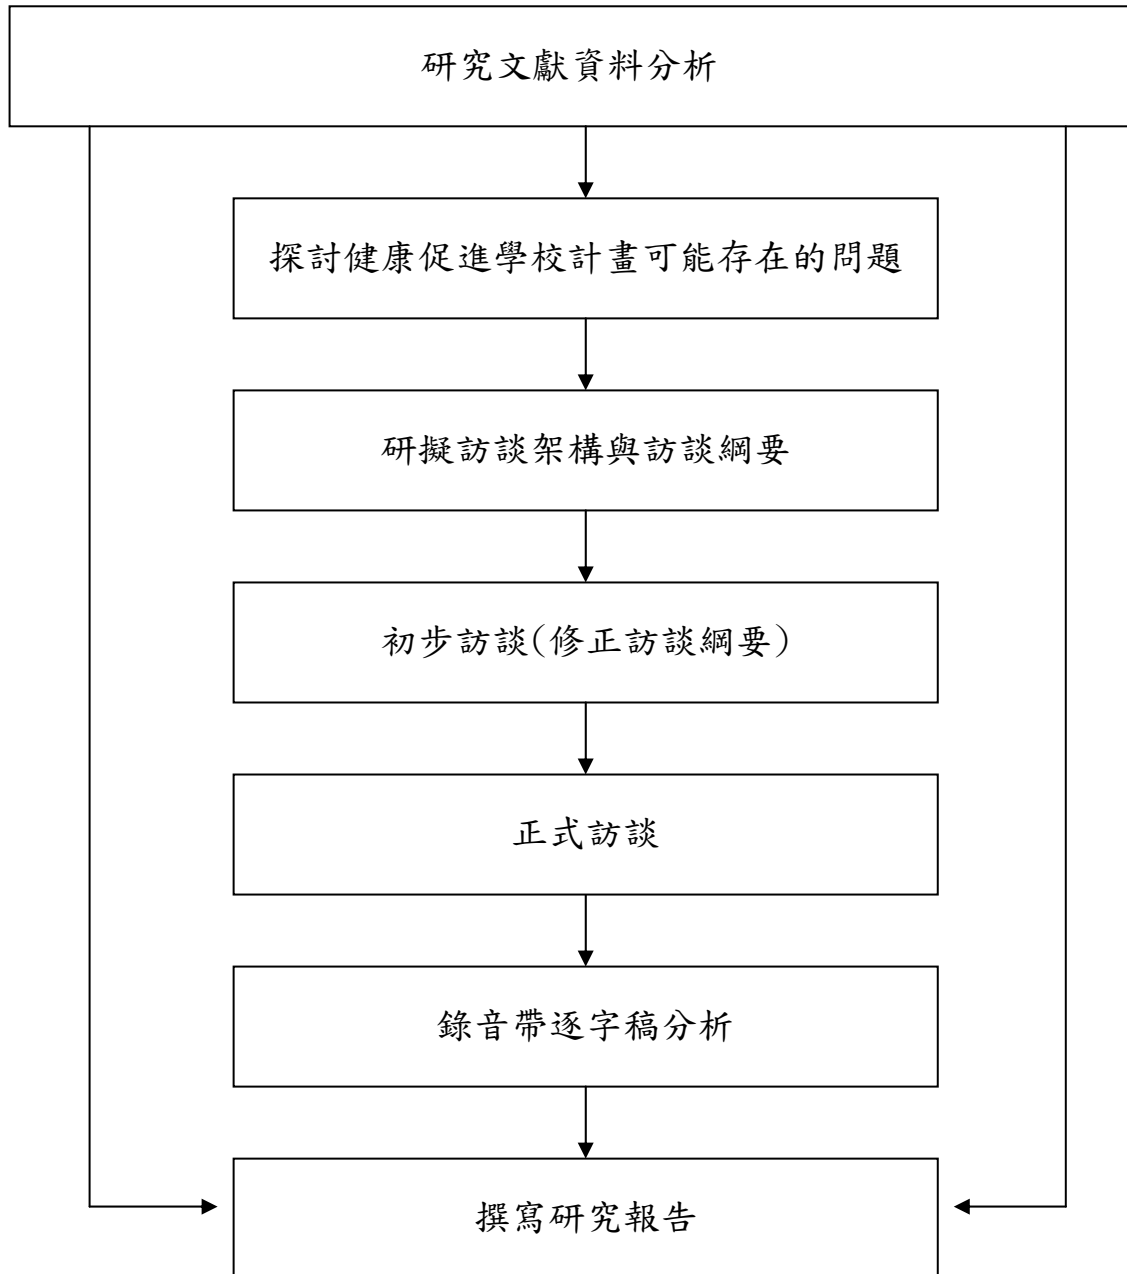 研究文獻資料分析
探討健康促進學校計畫可能存在的問題
研擬訪談架構與訪談綱要
初步訪談(修正訪談綱要)
正式訪談
錄音帶逐字稿分析
撰寫研究報告